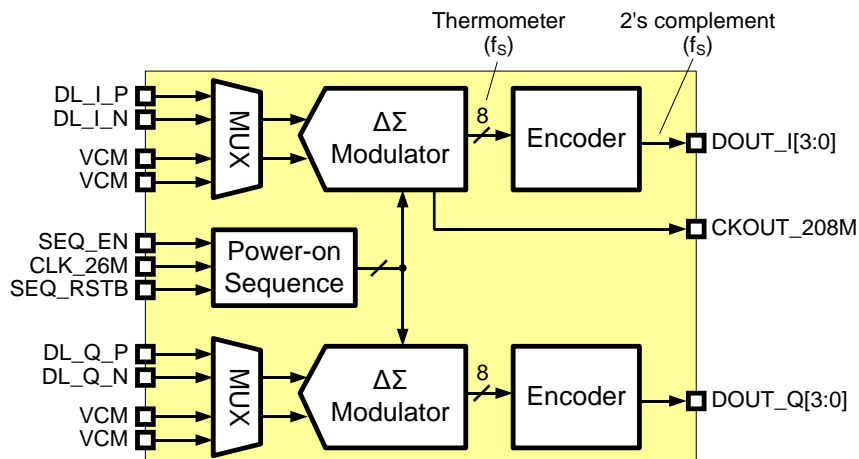 Thermometer
(fS)
2's complement
(fS)
DL_I_P
DL_I_N
VCM
VCM
MUX
ΔΣ
Modulator
8
Encoder
DOUT_I[3:0]
CKOUT_208M
SEQ_EN
CLK_26M
SEQ_RSTB
Power-on
Sequence
DL_Q_P
DL_Q_N
VCM
VCM
MUX
ΔΣ
Modulator
8
Encoder
DOUT_Q[3:0]